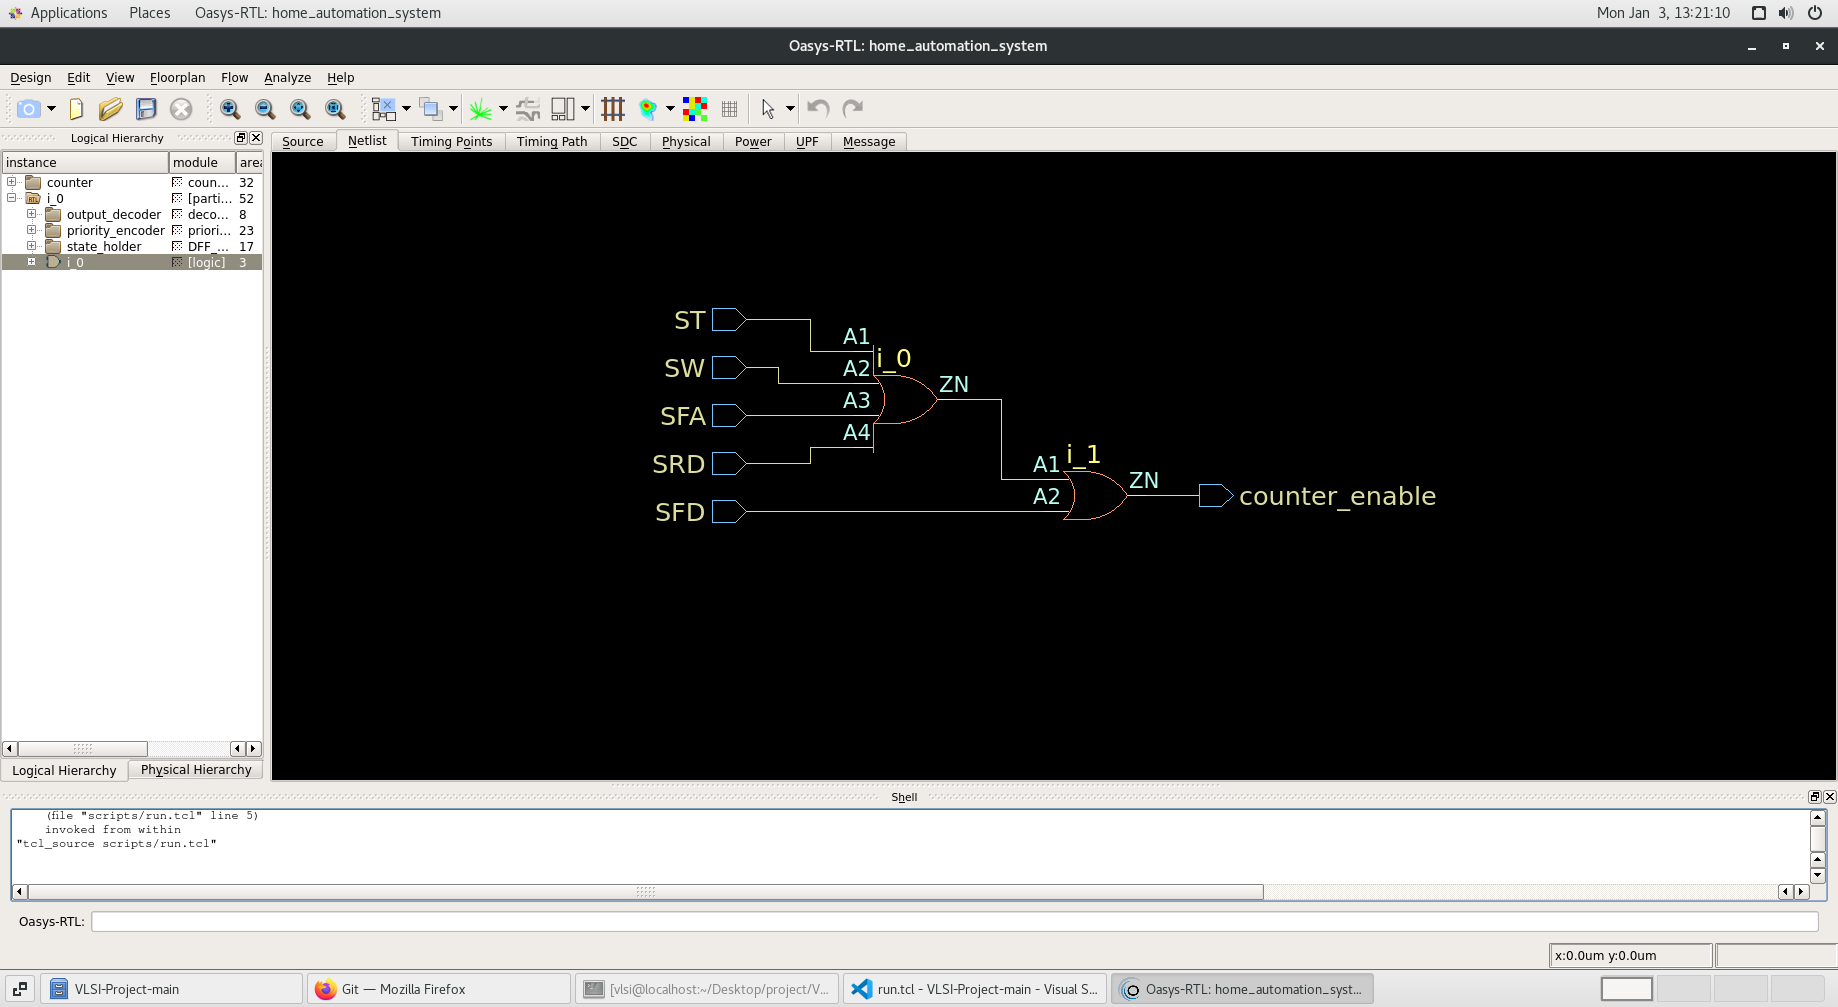 Applications Places Oasys-RTL: home_automation_system Mon Jan 3, 13:21:10
Oasys-RTL: home_automation_system
Design Edit View Floorplan Flow Analyze Help
Logical Hierarchy
Source Netlist Timing Points Timing Path SDC Physical Power UPF Message
instance module area
counter coun... 32
RTL i_0 [parti... 52
output_decoder deco... 8
priority_encoder priori... 23
state_holder DFF_... 17
i_0 [logic] 3
ST
A1
i_0
SW
A2
ZN
SFA
A3
A4
SRD
A1
i_1
ZN
SFD
A2
counter_enable
Logical Hierarchy Physical Hierarchy
Shell
(file "scripts/run.tcl" line 5)
invoked from within
"tcl_source scripts/run.tcl"
Oasys-RTL:
x:0.0um y:0.0um
VLSI-Project-main Git — Mozilla Firefox [vlsi@localhost:~/Desktop/project/V... run.tcl - VLSI-Project-main - Visual S... Oasys-RTL: home_automation_syst...